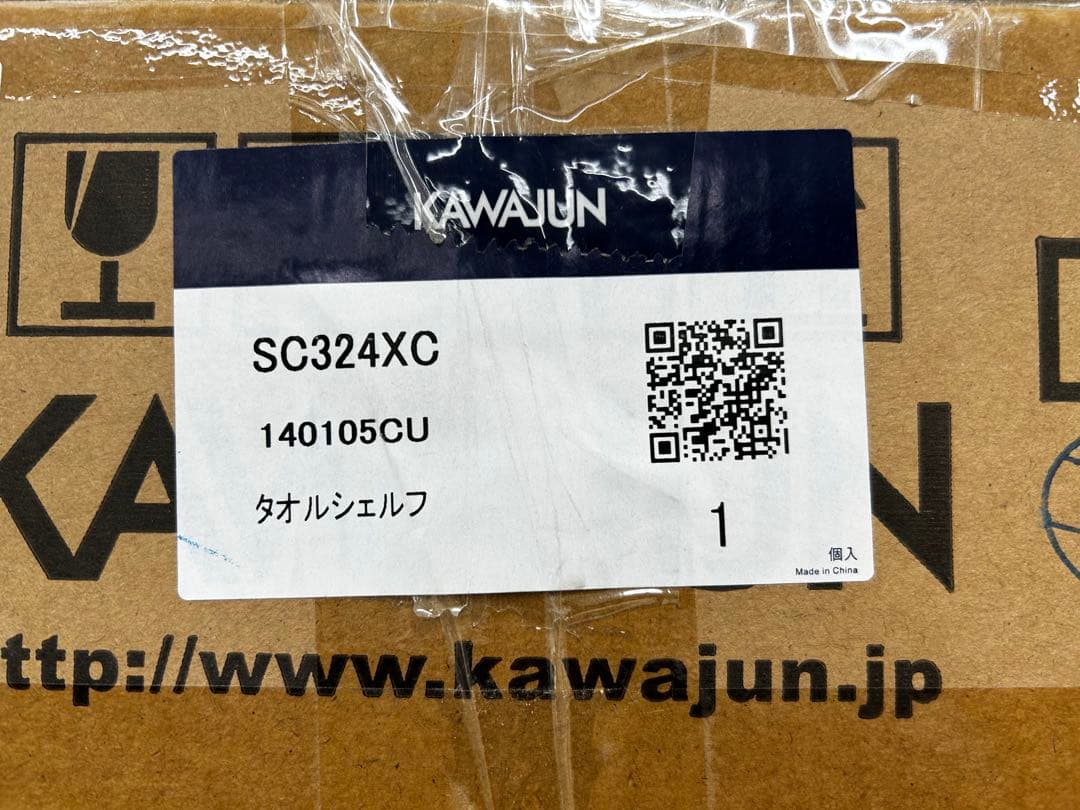 KAWAJUN
SC324XC
140105CU
タオルシェルフ
1
個入
Made in China
KA
N
ttp://www.kawajun.jp